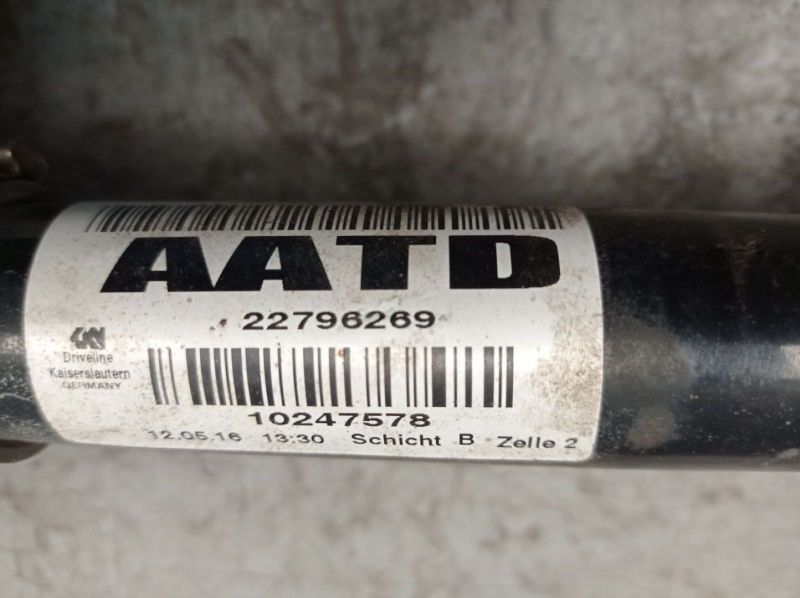 AATD
22796269
GKN
Driveline
Kaiserslautern
GERMANY
10247578
12.05.16 13:30 Schicht B Zelle 2